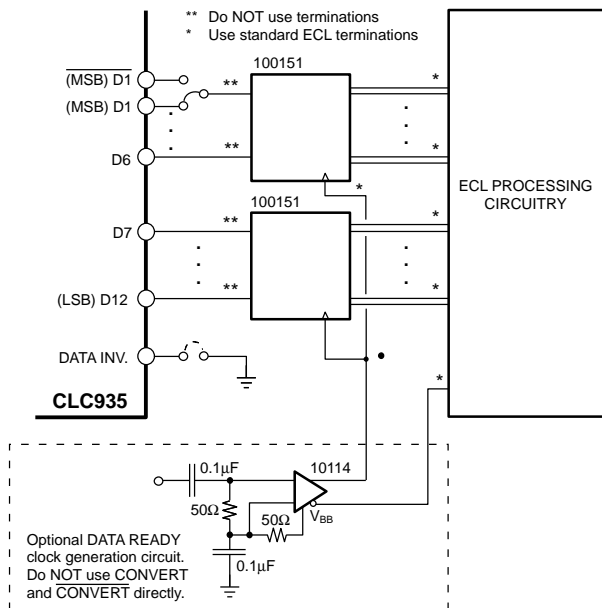 ** Do NOT use terminations
* Use standard ECL terminations
(MSB) D1
(MSB) D1
D6
D7
(LSB) D12
DATA INV.
CLC935
**
**
**
**
100151
100151
*
*
*
*
*
*
ECL PROCESSING
CIRCUITRY
0.1µF
50Ω
50Ω
0.1µF
10114
VBB
Optional DATA READY
clock generation circuit.
Do NOT use CONVERT
and CONVERT directly.